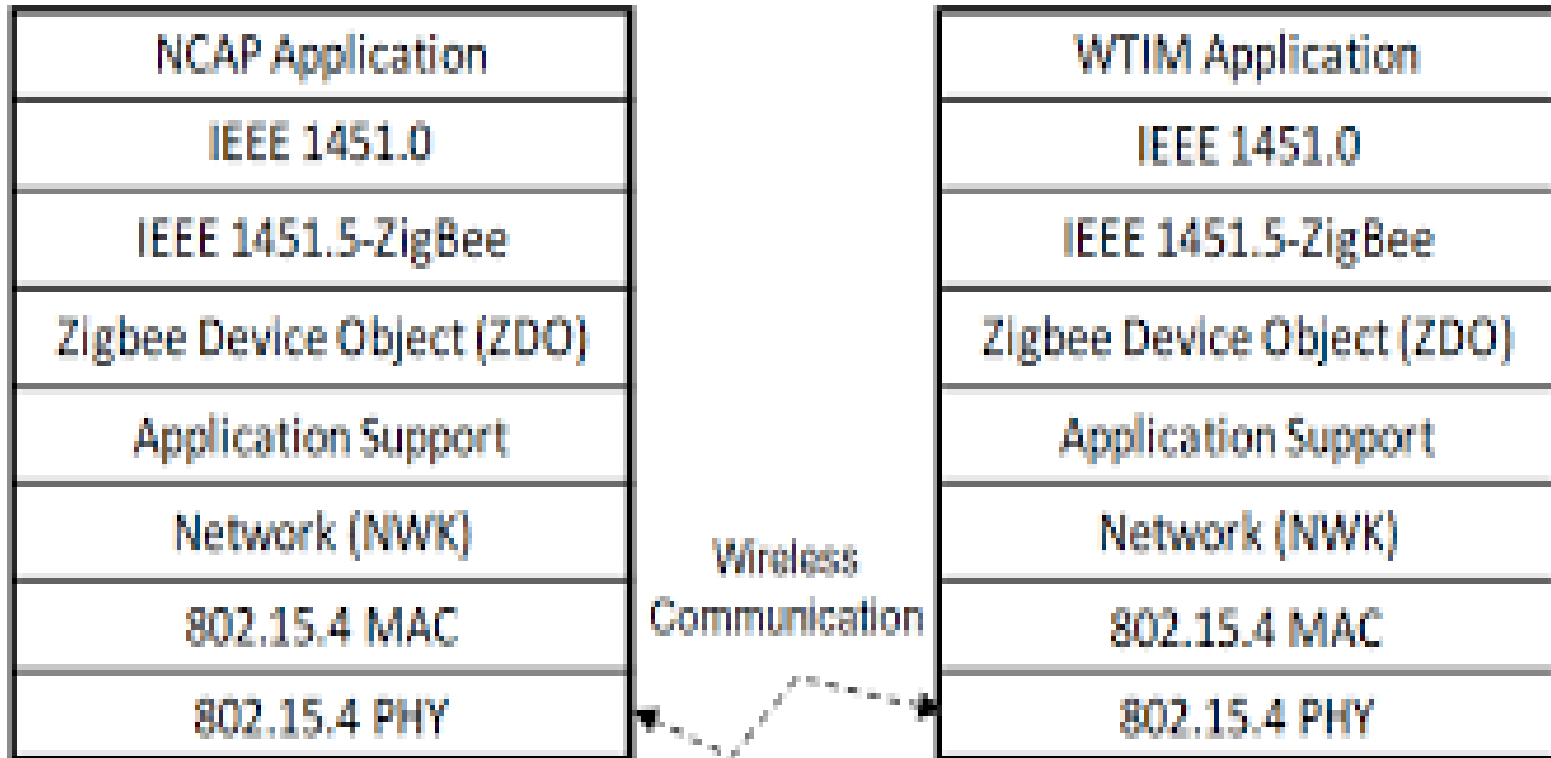 NCAP Application
IEEE 1451.0
IEEE 1451.5-ZigBee
Zigbee Device Object (ZDO)
Application Support
Network (NWK)
802.15.4 MAC
802.15.4 PHY
Wireless
Communication
WTIM Application
IEEE 1451.0
IEEE 1451.5-ZigBee
Zigbee Device Object (ZDO)
Application Support
Network (NWK)
802.15.4 MAC
802.15.4 PHY